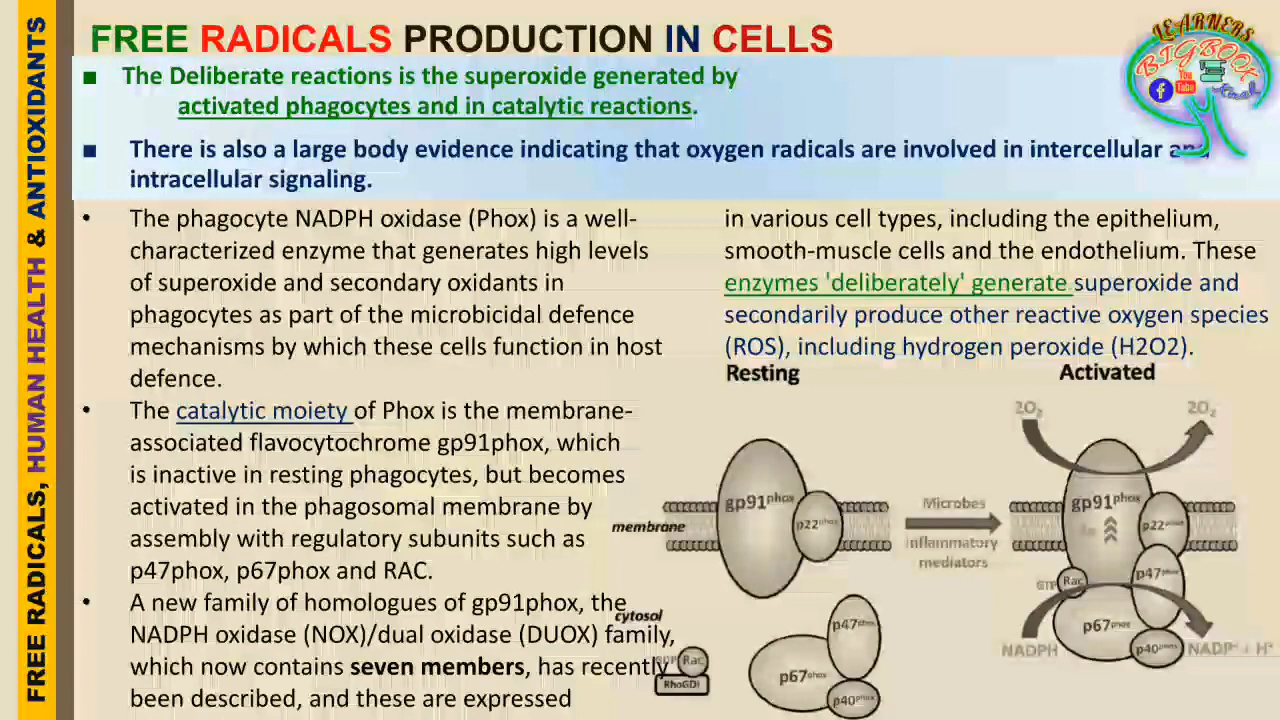 FREE RADICALS, HUMAN HEALTH & ANTIOXIDANTS
FREE RADICALS PRODUCTION IN CELLS
LEARNERS
BIGBOOK
You
Tube
▪ The Deliberate reactions is the superoxide generated by
activated phagocytes and in catalytic reactions.
▪ There is also a large body evidence indicating that oxygen radicals are involved in intercellular and
intracellular signaling.
• The phagocyte NADPH oxidase (Phox) is a well-
characterized enzyme that generates high levels
of superoxide and secondary oxidants in
phagocytes as part of the microbicidal defence
mechanisms by which these cells function in host
defence.
• The catalytic moiety of Phox is the membrane-
associated flavocytochrome gp91phox, which
is inactive in resting phagocytes, but becomes
activated in the phagosomal membrane by
assembly with regulatory subunits such as
p47phox, p67phox and RAC.
• A new family of homologues of gp91phox, the
NADPH oxidase (NOX)/dual oxidase (DUOX) family,
which now contains seven members, has recently
been described, and these are expressed
in various cell types, including the epithelium,
smooth-muscle cells and the endothelium. These
enzymes 'deliberately' generate superoxide and
secondarily produce other reactive oxygen species
(ROS), including hydrogen peroxide (H2O2).
Resting
gp91phox
p22phox
membrane
cytosol
GDP Rac
RhoGDI
p47phox
p67phox
p40phox
Microbes
inflammatory
mediators
Activated
2O₂
2O₂
gp91phox
p22phox
p47phox
GTP Rac
p67phox
p40phox
NADPH
NADP⁺ + H⁺